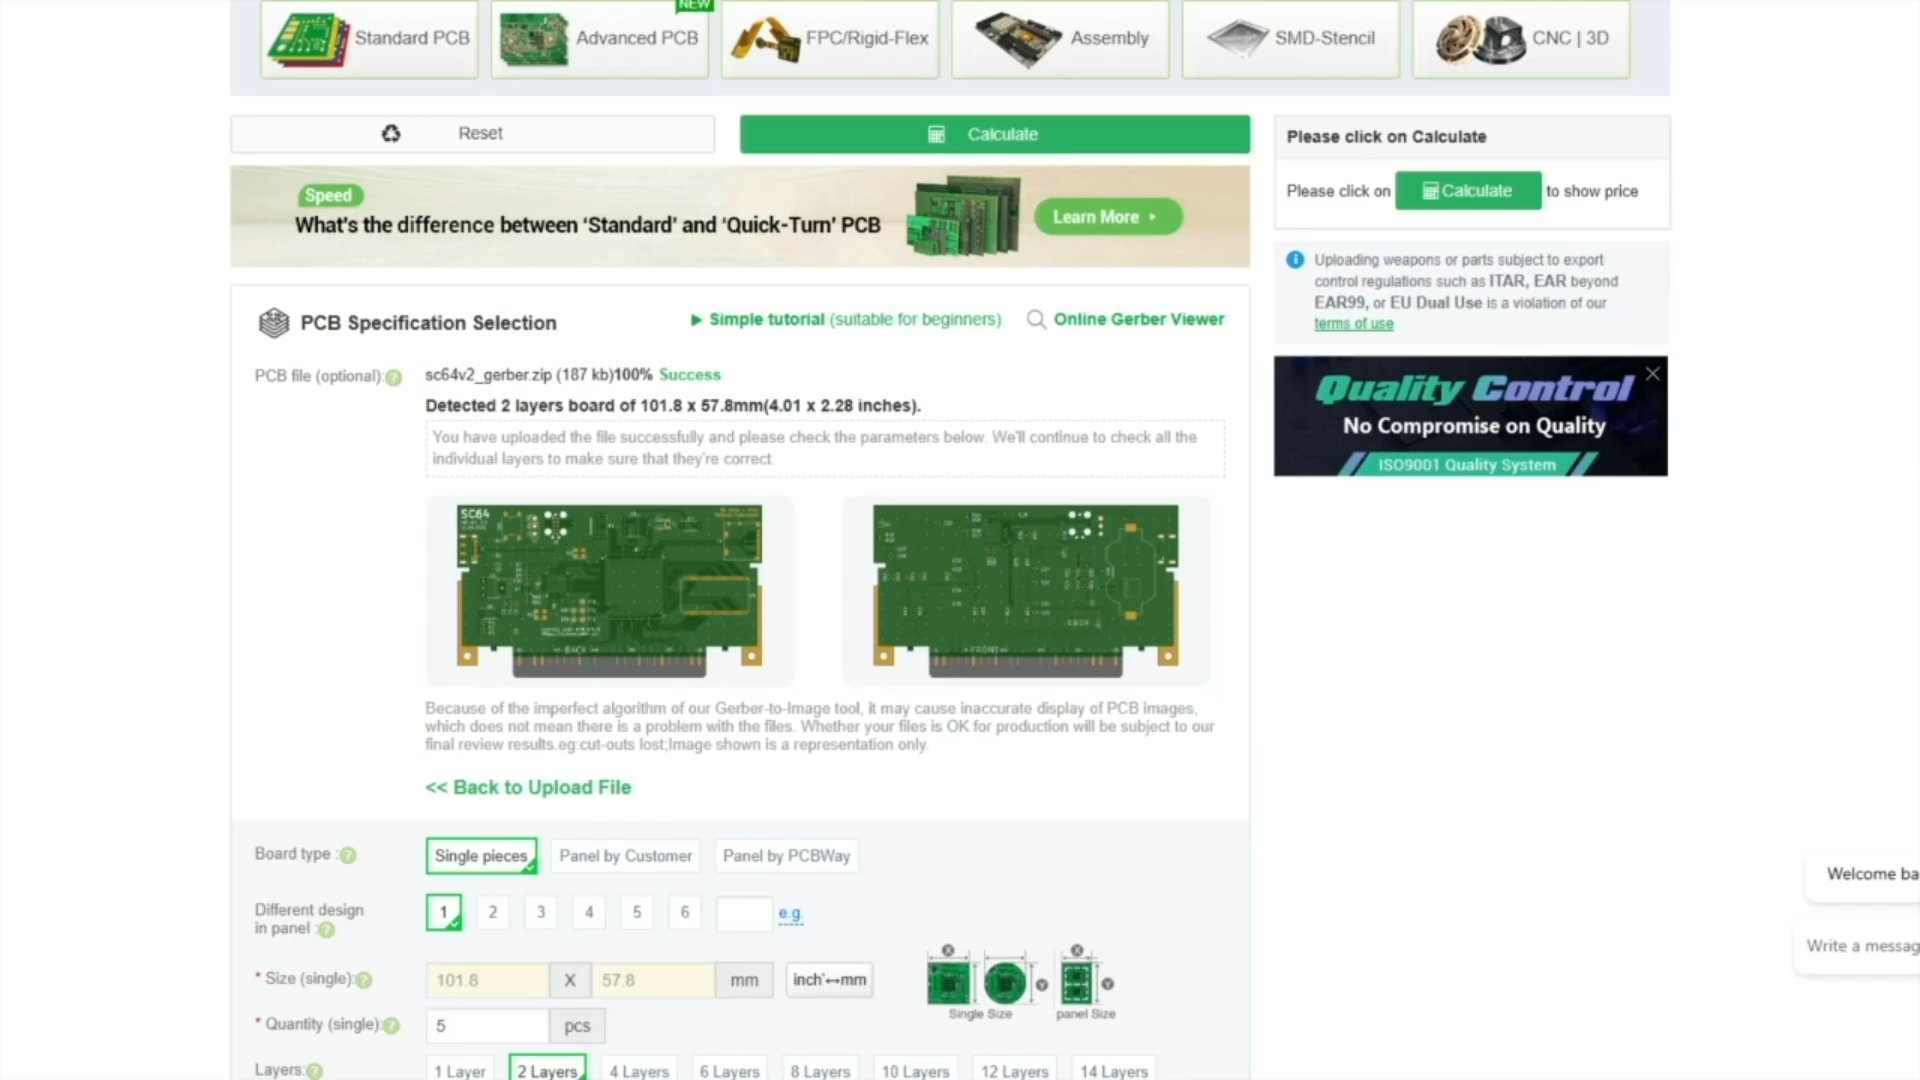 NEW
Standard PCB
Advanced PCB
FPC/Rigid-Flex
Assembly
SMD-Stencil
CNC | 3D
Reset
Calculate
Please click on Calculate
Please click on Calculate to show price
Speed
What's the difference between 'Standard' and 'Quick-Turn' PCB
Learn More
Uploading weapons or parts subject to export
control regulations such as ITAR, EAR beyond
EAR99, or EU Dual Use is a violation of our
terms of use
PCB Specification Selection
Simple tutorial (suitable for beginners)
Online Gerber Viewer
Quality Control
No Compromise on Quality
ISO9001 Quality System
PCB file (optional):
sc64v2_gerber.zip (187 kb)100% Success
Detected 2 layers board of 101.8 x 57.8mm(4.01 x 2.28 inches).
You have uploaded the file successfully and please check the parameters below. We'll continue to check all the
individual layers to make sure that they're correct.
SC64
BACK
FRONT
Because of the imperfect algorithm of our Gerber-to-Image tool, it may cause inaccurate display of PCB images,
which does not mean there is a problem with the files. Whether your files is OK for production will be subject to our
final review results.eg:cut-outs lost;Image shown is a representation only.
<< Back to Upload File
Board type :
Single pieces
Panel by Customer
Panel by PCBWay
Different design
in panel :
1 2 3 4 5 6 e.g.
* Size (single):
101.8 X 57.8 mm
inch"↔mm
X X
Y Y
Single Size
panel Size
* Quantity (single):
5 pcs
Layers:
1 Layer
2 Layers
4 Layers
6 Layers
8 Layers
10 Layers
12 Layers
14 Layers
Welcome ba
Write a messag